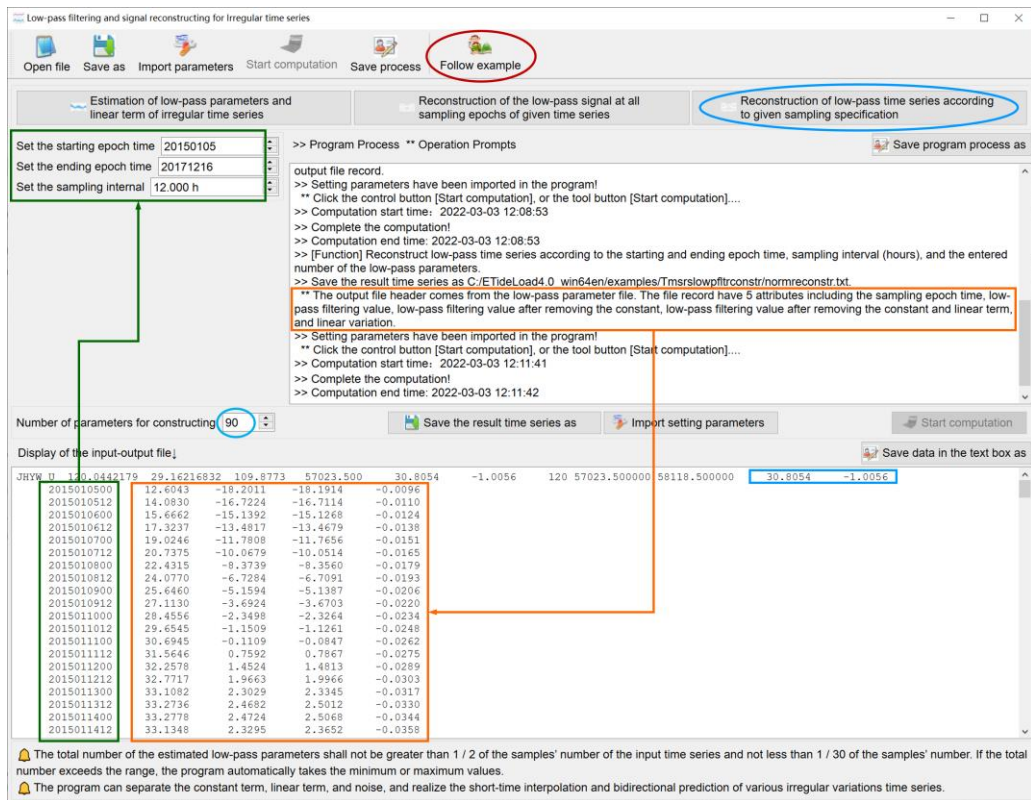 Low-pass filtering and signal reconstructing for Irregular time series
Open file Save as Import parameters Start computation Save process Follow example
Estimation of low-pass parameters and
linear term of irregular time series
Reconstruction of the low-pass signal at all
sampling epochs of given time series
Reconstruction of low-pass time series according
to given sampling specification
Set the starting epoch time 20150105
Set the ending epoch time 20171216
Set the sampling internal 12.000 h
>> Program Process ** Operation Prompts
Save program process as
output file record.
>> Setting parameters have been imported in the program!
** Click the control button [Start computation], or the tool button [Start computation]....
>> Computation start time: 2022-03-03 12:08:53
>> Complete the computation!
>> Computation end time: 2022-03-03 12:08:53
>> [Function] Reconstruct low-pass time series according to the starting and ending epoch time, sampling interval (hours), and the entered
number of the low-pass parameters.
>> Save the result time series as C:/ETideLoad4.0_win64en/examples/Tmsrslowpfltrconstr/normreconstr.txt.
** The output file header comes from the low-pass parameter file. The file record have 5 attributes including the sampling epoch time, low-
pass filtering value, low-pass filtering value after removing the constant, low-pass filtering value after removing the constant and linear term,
and linear variation.
>> Setting parameters have been imported in the program!
** Click the control button [Start computation], or the tool button [Start computation]....
>> Computation start time: 2022-03-03 12:11:41
>> Complete the computation!
>> Computation end time: 2022-03-03 12:11:42
Number of parameters for constructing 90
Save the result time series as
Import setting parameters
Start computation
Display of the input-output file↓
Save data in the text box as
JHYW_U 120.0442179 29.16216832 109.8773 57023.500 30.8054 -1.0056 120 57023.500000 58118.500000 30.8054 -1.0056
2015010500 12.6043 -18.2011 -18.1914 -0.0096
2015010512 14.0830 -16.7224 -16.7114 -0.0110
2015010600 15.6662 -15.1392 -15.1268 -0.0124
2015010612 17.3237 -13.4817 -13.4679 -0.0138
2015010700 19.0246 -11.7808 -11.7656 -0.0151
2015010712 20.7375 -10.0679 -10.0514 -0.0165
2015010800 22.4315 -8.3739 -8.3560 -0.0179
2015010812 24.0770 -6.7284 -6.7091 -0.0193
2015010900 25.6460 -5.1594 -5.1387 -0.0206
2015010912 27.1130 -3.6924 -3.6703 -0.0220
2015011000 28.4556 -2.3498 -2.3264 -0.0234
2015011012 29.6545 -1.1509 -1.1261 -0.0248
2015011100 30.6945 -0.1109 -0.0847 -0.0262
2015011112 31.5646 0.7592 0.7867 -0.0275
2015011200 32.2578 1.4524 1.4813 -0.0289
2015011212 32.7717 1.9663 1.9966 -0.0303
2015011300 33.1082 2.3029 2.3345 -0.0317
2015011312 33.2736 2.4682 2.5012 -0.0330
2015011400 33.2778 2.4724 2.5068 -0.0344
2015011412 33.1348 2.3295 2.3652 -0.0358
The total number of the estimated low-pass parameters shall not be greater than 1 / 2 of the samples' number of the input time series and not less than 1 / 30 of the samples' number. If the total
number exceeds the range, the program automatically takes the minimum or maximum values.
The program can separate the constant term, linear term, and noise, and realize the short-time interpolation and bidirectional prediction of various irregular variations time series.